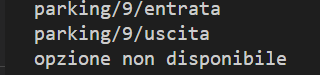 parking/9/entrata
parking/9/uscita
opzione non disponibile